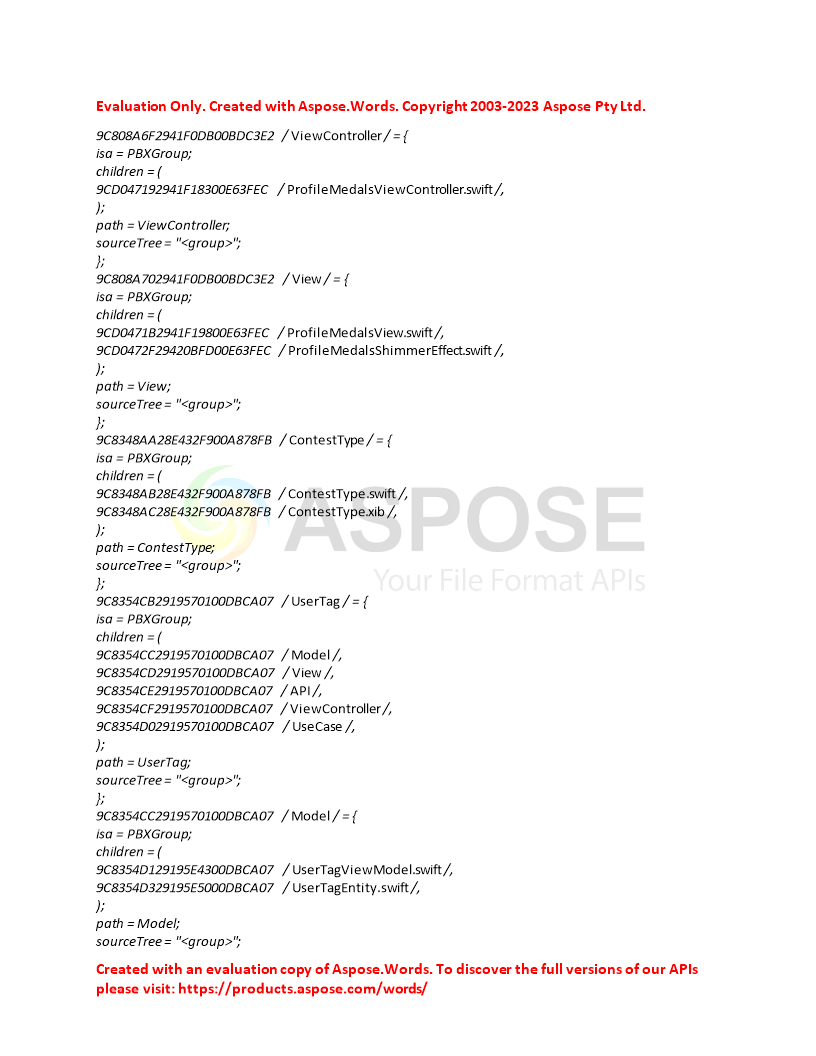 Evaluation Only. Created with Aspose.Words. Copyright 2003-2023 Aspose Pty Ltd.
9C808A6F2941F0DB00BDC3E2 / ViewController / = {
isa = PBXGroup;
children = (
9CD047192941F18300E63FEC / ProfileMedalsViewController.swift /,
);
path = ViewController;
sourceTree = "<group>";
};
9C808A702941F0DB00BDC3E2 / View / = {
isa = PBXGroup;
children = (
9CD0471B2941F19800E63FEC / ProfileMedalsView.swift /,
9CD0472F29420BFD00E63FEC / ProfileMedalsShimmerEffect.swift /,
);
path = View;
sourceTree = "<group>";
};
9C8348AA28E432F900A878FB / ContestType / = {
isa = PBXGroup;
children = (
9C8348AB28E432F900A878FB / ContestType.swift /,
9C8348AC28E432F900A878FB / ContestType.xib /,
);
path = ContestType;
sourceTree = "<group>";
};
9C8354CB2919570100DBCA07 / UserTag / = {
isa = PBXGroup;
children = (
9C8354CC2919570100DBCA07 / Model /,
9C8354CD2919570100DBCA07 / View /,
9C8354CE2919570100DBCA07 / API /,
9C8354CF2919570100DBCA07 / ViewController /,
9C8354D02919570100DBCA07 / UseCase /,
);
path = UserTag;
sourceTree = "<group>";
};
9C8354CC2919570100DBCA07 / Model / = {
isa = PBXGroup;
children = (
9C8354D129195E4300DBCA07 / UserTagViewModel.swift /,
9C8354D329195E5000DBCA07 / UserTagEntity.swift /,
);
path = Model;
sourceTree = "<group>";
Created with an evaluation copy of Aspose.Words. To discover the full versions of our APIs
please visit: https://products.aspose.com/words/
ASPOSE
Your File Format APIs